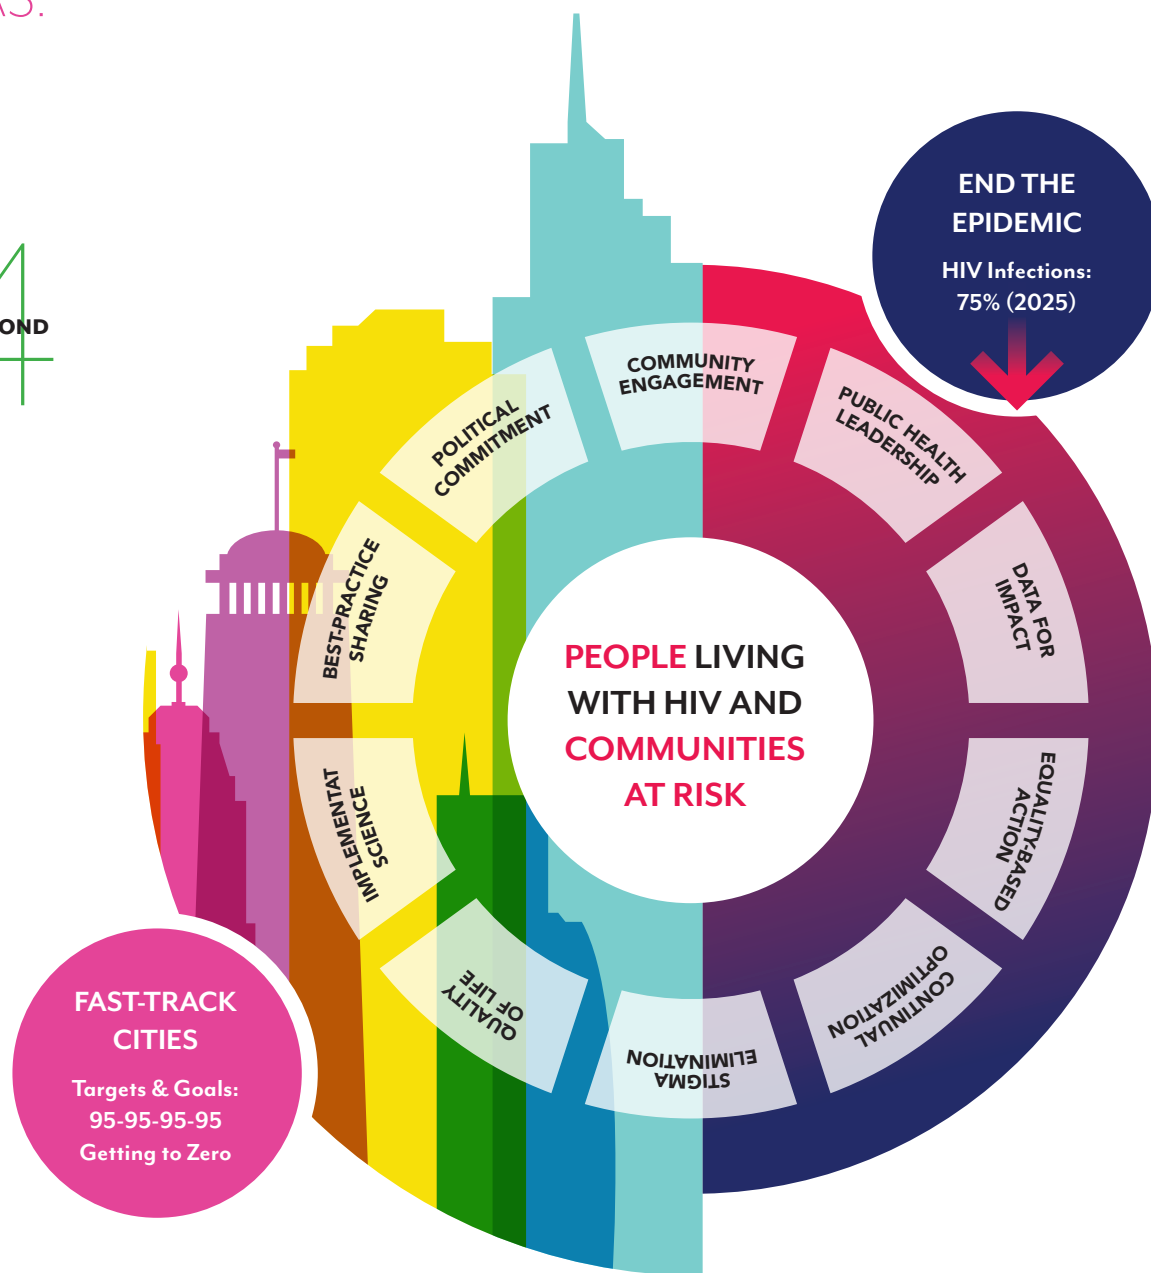 AS.
4
OND
END THE
EPIDEMIC
HIV Infections:
75% (2025)
COMMUNITY
ENGAGEMENT
PUBLIC HEALTH
LEADERSHIP
DATA FOR
IMPACT
EQUALITY-BASED
ACTION
CONTINUAL
OPTIMIZATION
STIGMA
ELIMINATION
QUALITY
OF LIFE
IMPLEMENTAT
SCIENCE
BEST-PRACTICE
SHARING
POLITICAL
COMMITMENT
PEOPLE LIVING
WITH HIV AND
COMMUNITIES
AT RISK
FAST-TRACK
CITIES
Targets & Goals:
95-95-95-95
Getting to Zero